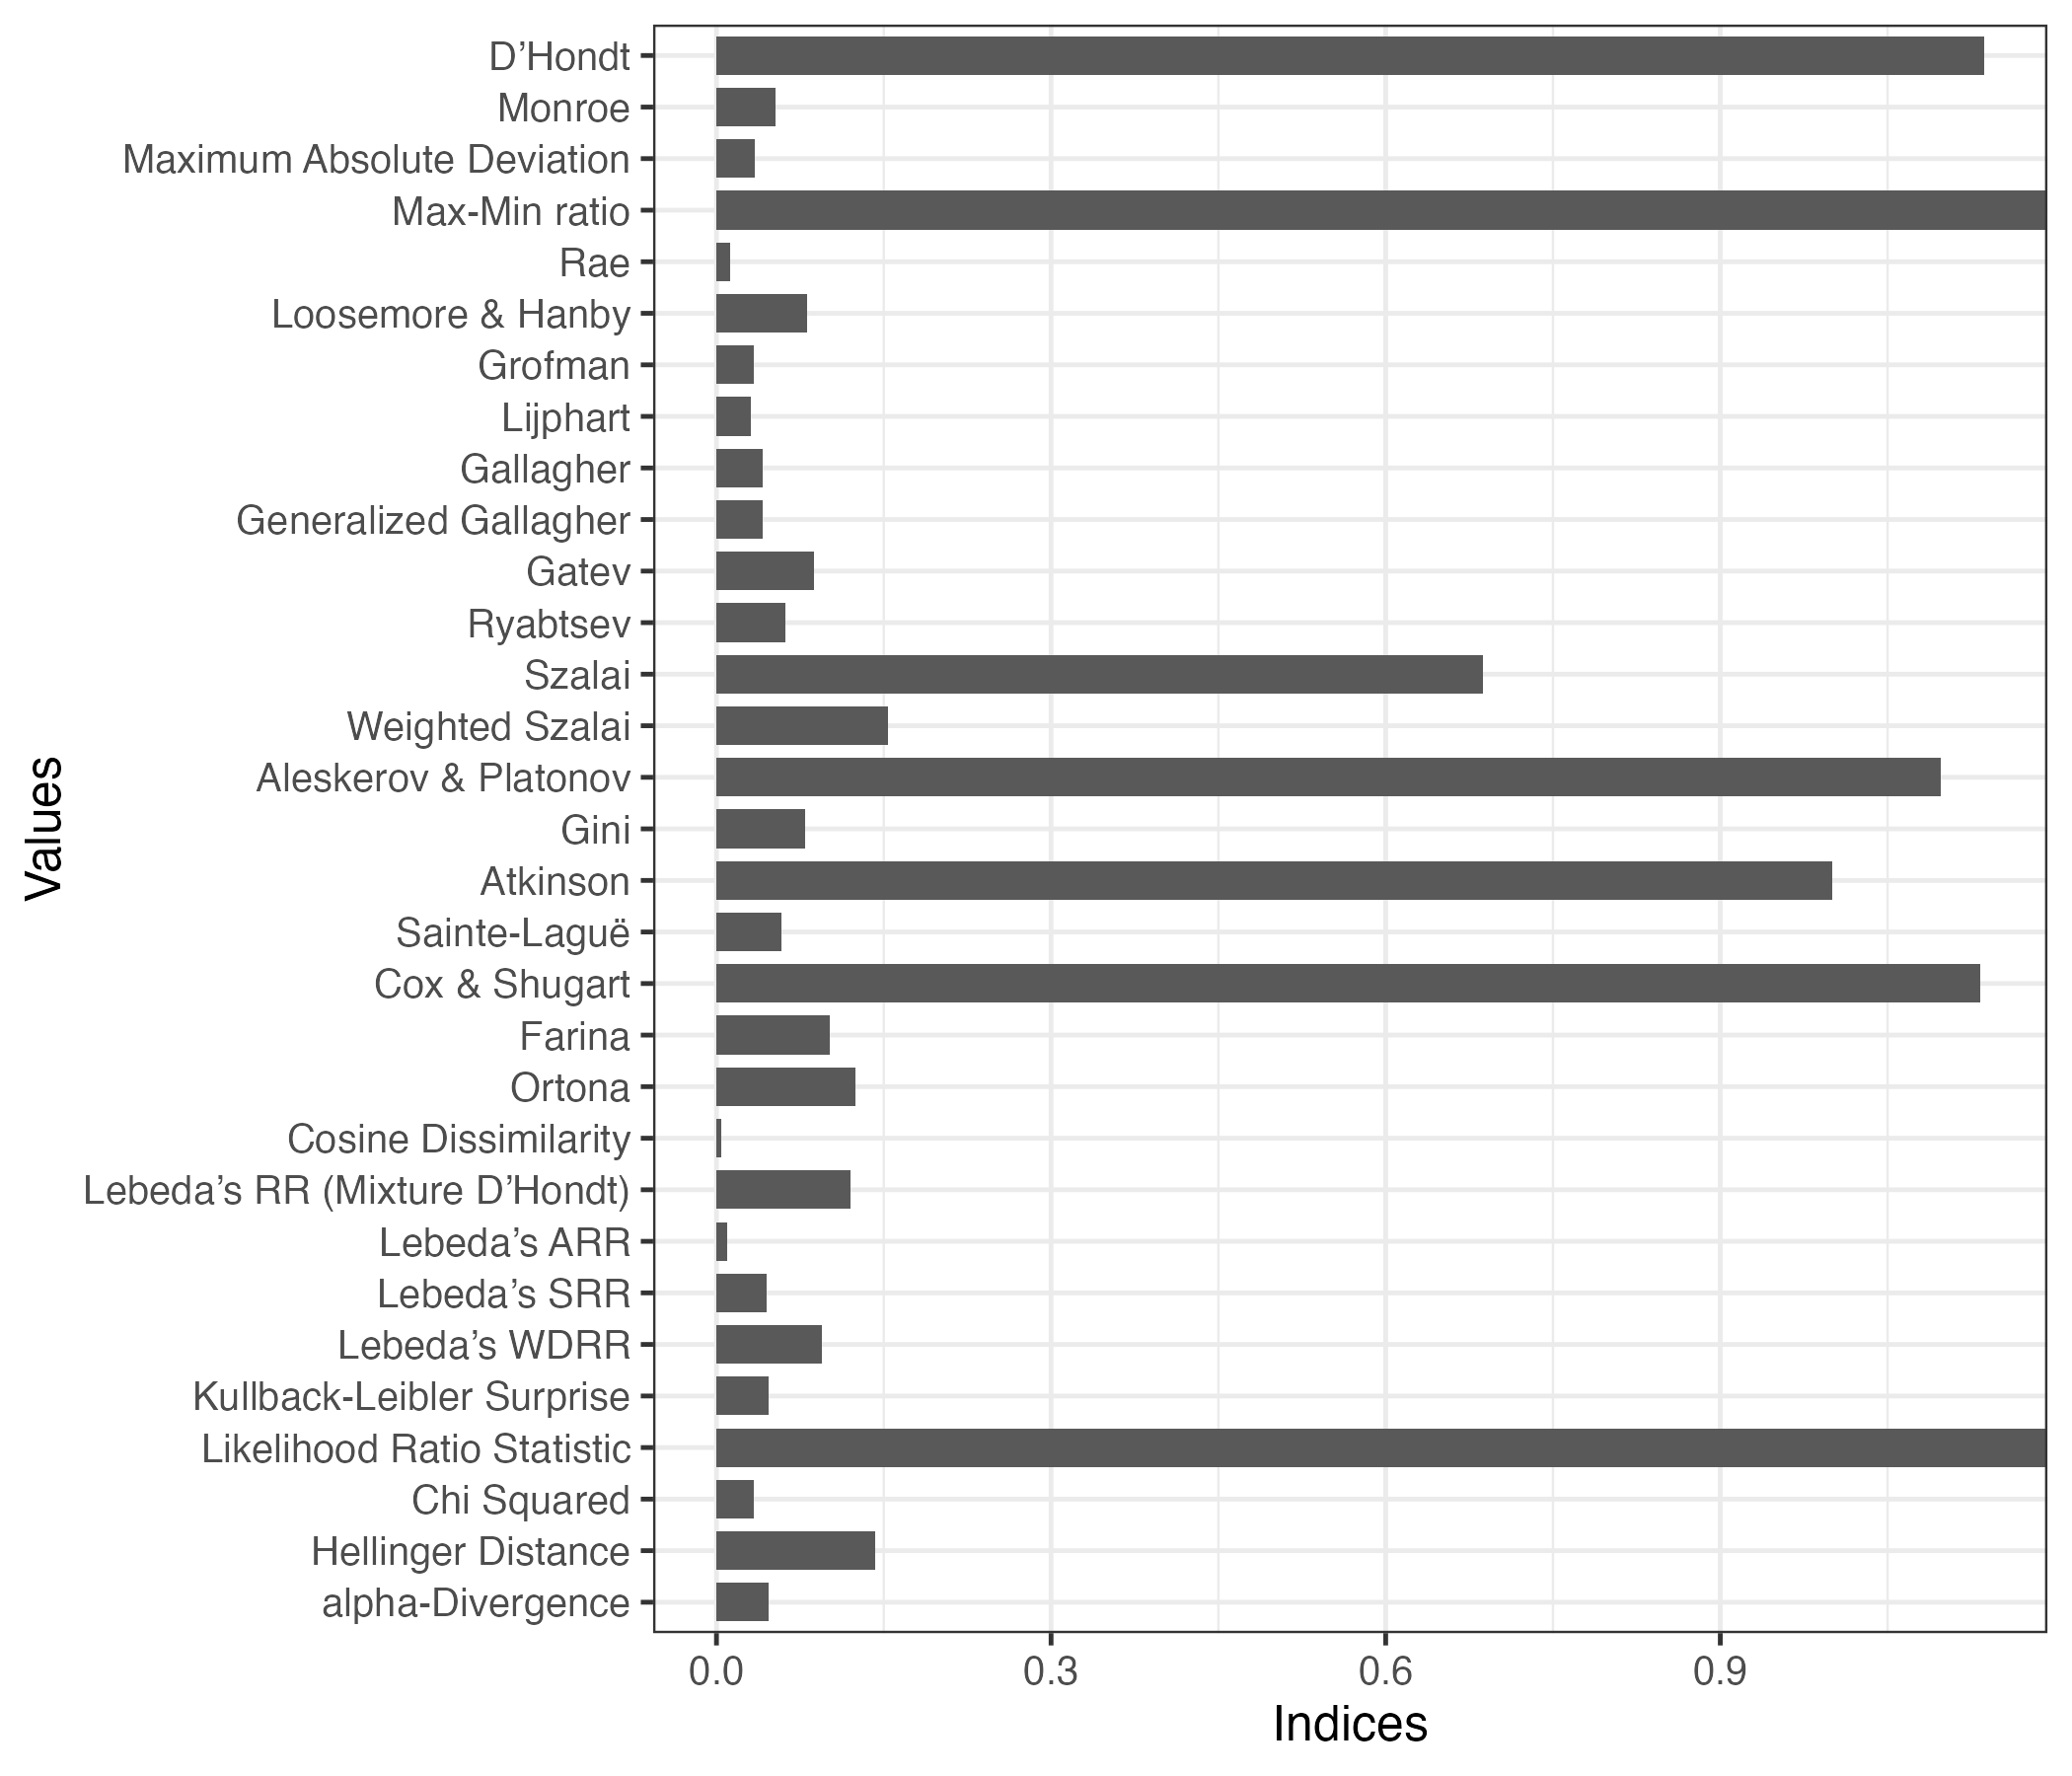 D’Hondt
Monroe
Maximum Absolute Deviation
Max-Min ratio
Rae
Loosemore & Hanby
Grofman
Lijphart
Gallagher
Generalized Gallagher
Gatev
Ryabtsev
Szalai
Weighted Szalai
Aleskerov & Platonov
Gini
Atkinson
Sainte-Laguë
Cox & Shugart
Farina
Ortona
Cosine Dissimilarity
Lebeda’s RR (Mixture D’Hondt)
Lebeda’s ARR
Lebeda’s SRR
Lebeda’s WDRR
Kullback-Leibler Surprise
Likelihood Ratio Statistic
Chi Squared
Hellinger Distance
alpha-Divergence
Values
0.0 0.3 0.6 0.9
Indices